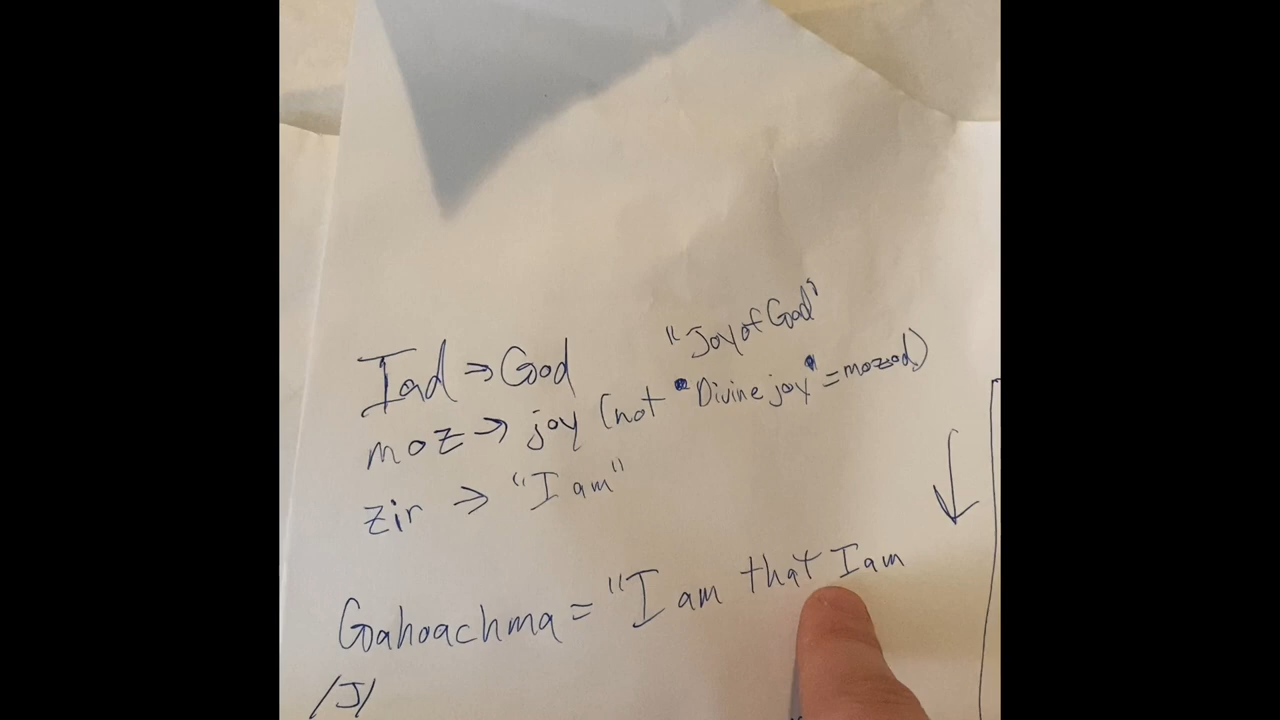 "Joy of God"
Iad ⇒ God
moz → joy (not "Divine joy" = mozod)
zir ⇒ "I am"
Gahoachma = "I am that I am
/J/